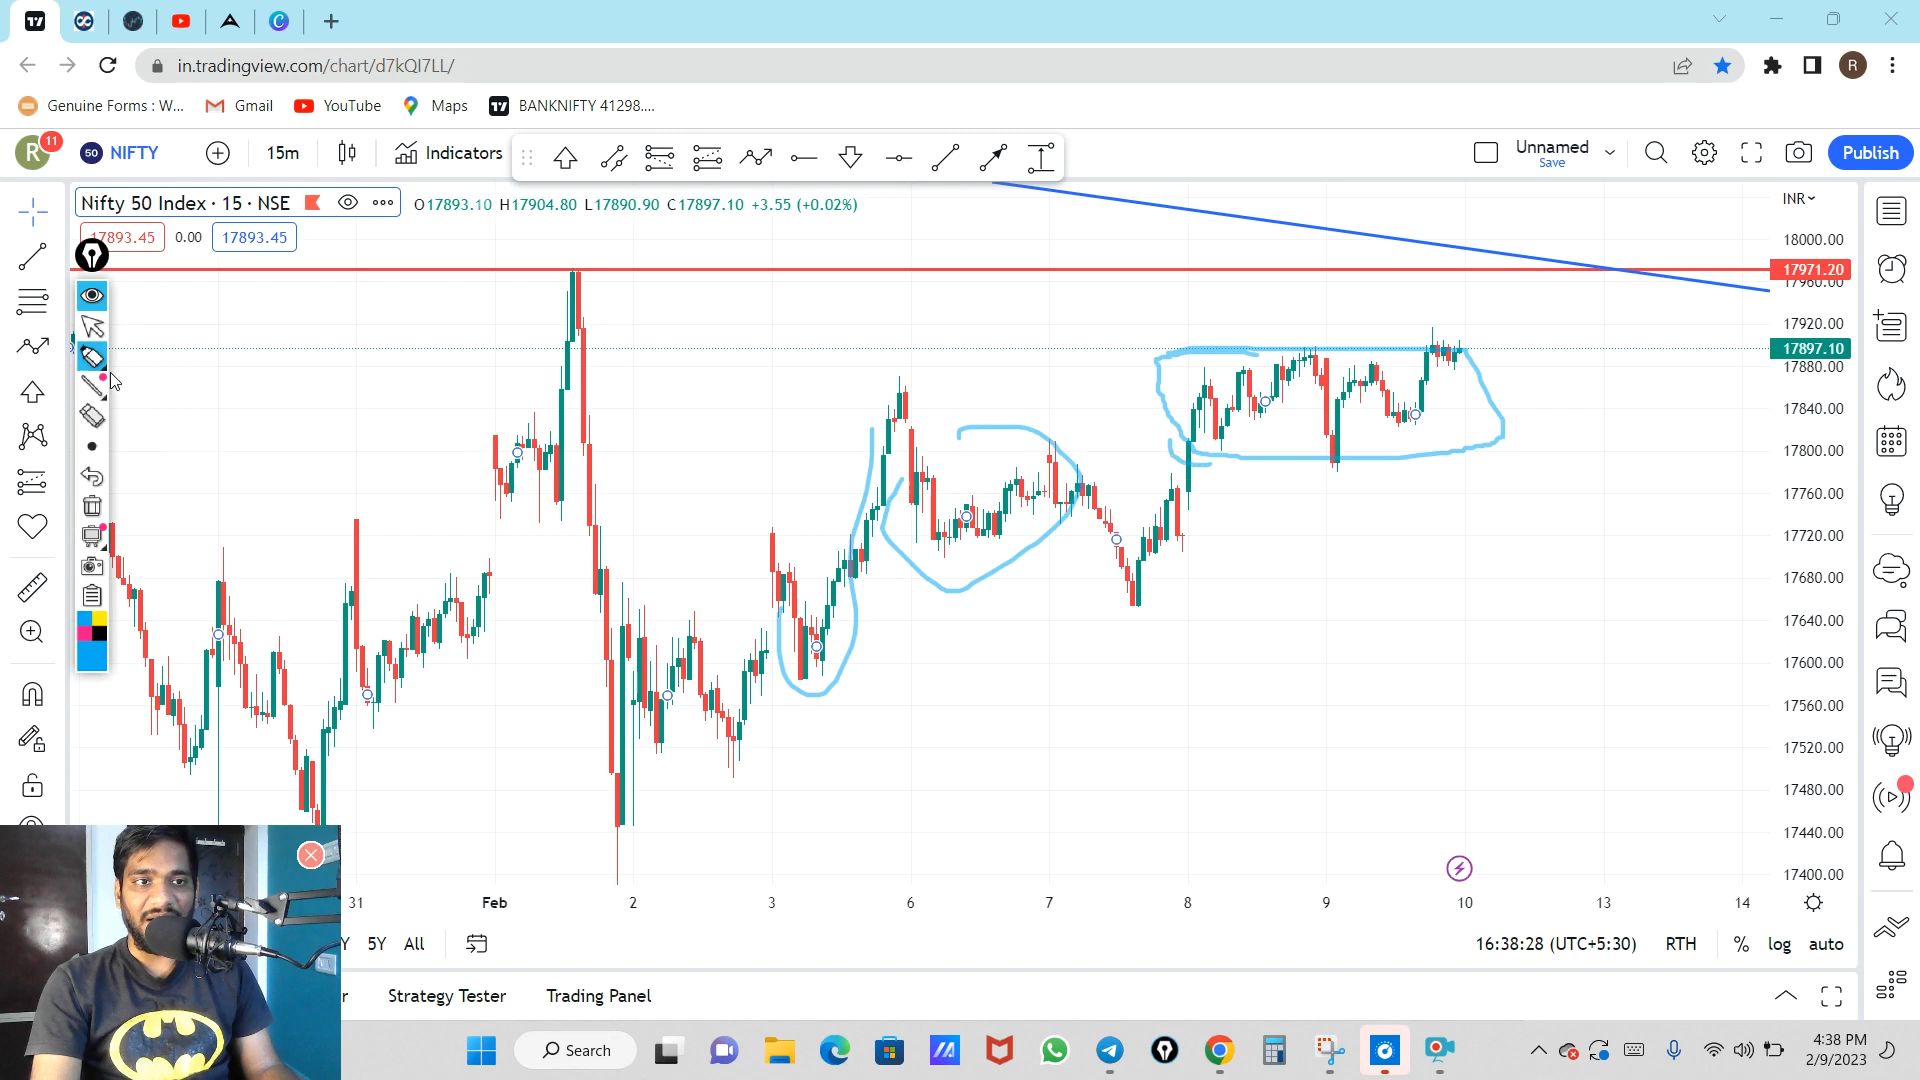 in.tradingview.com/chart/d7kQI7LL/
R
Genuine Forms : W...
Gmail
YouTube
Maps
BANKNIFTY 41298....
R
11
50
NIFTY
15m
Indicators
Unnamed
Save
Publish
Nifty 50 Index · 15 · NSE
O17893.10 H17904.80 L17890.90 C17897.10 +3.55 (+0.02%)
17893.45
0.00
17893.45
INR
18000.00
17971.20
17960.00
17920.00
17897.10
17880.00
17840.00
17800.00
17760.00
17720.00
17680.00
17640.00
17600.00
17560.00
17520.00
17480.00
17440.00
17400.00
31
Feb
2
3
6
7
8
9
10
13
14
Y
5Y
All
16:38:28 (UTC+5:30)
RTH
%
log
auto
r
Strategy Tester
Trading Panel
Search
4:38 PM
2/9/2023